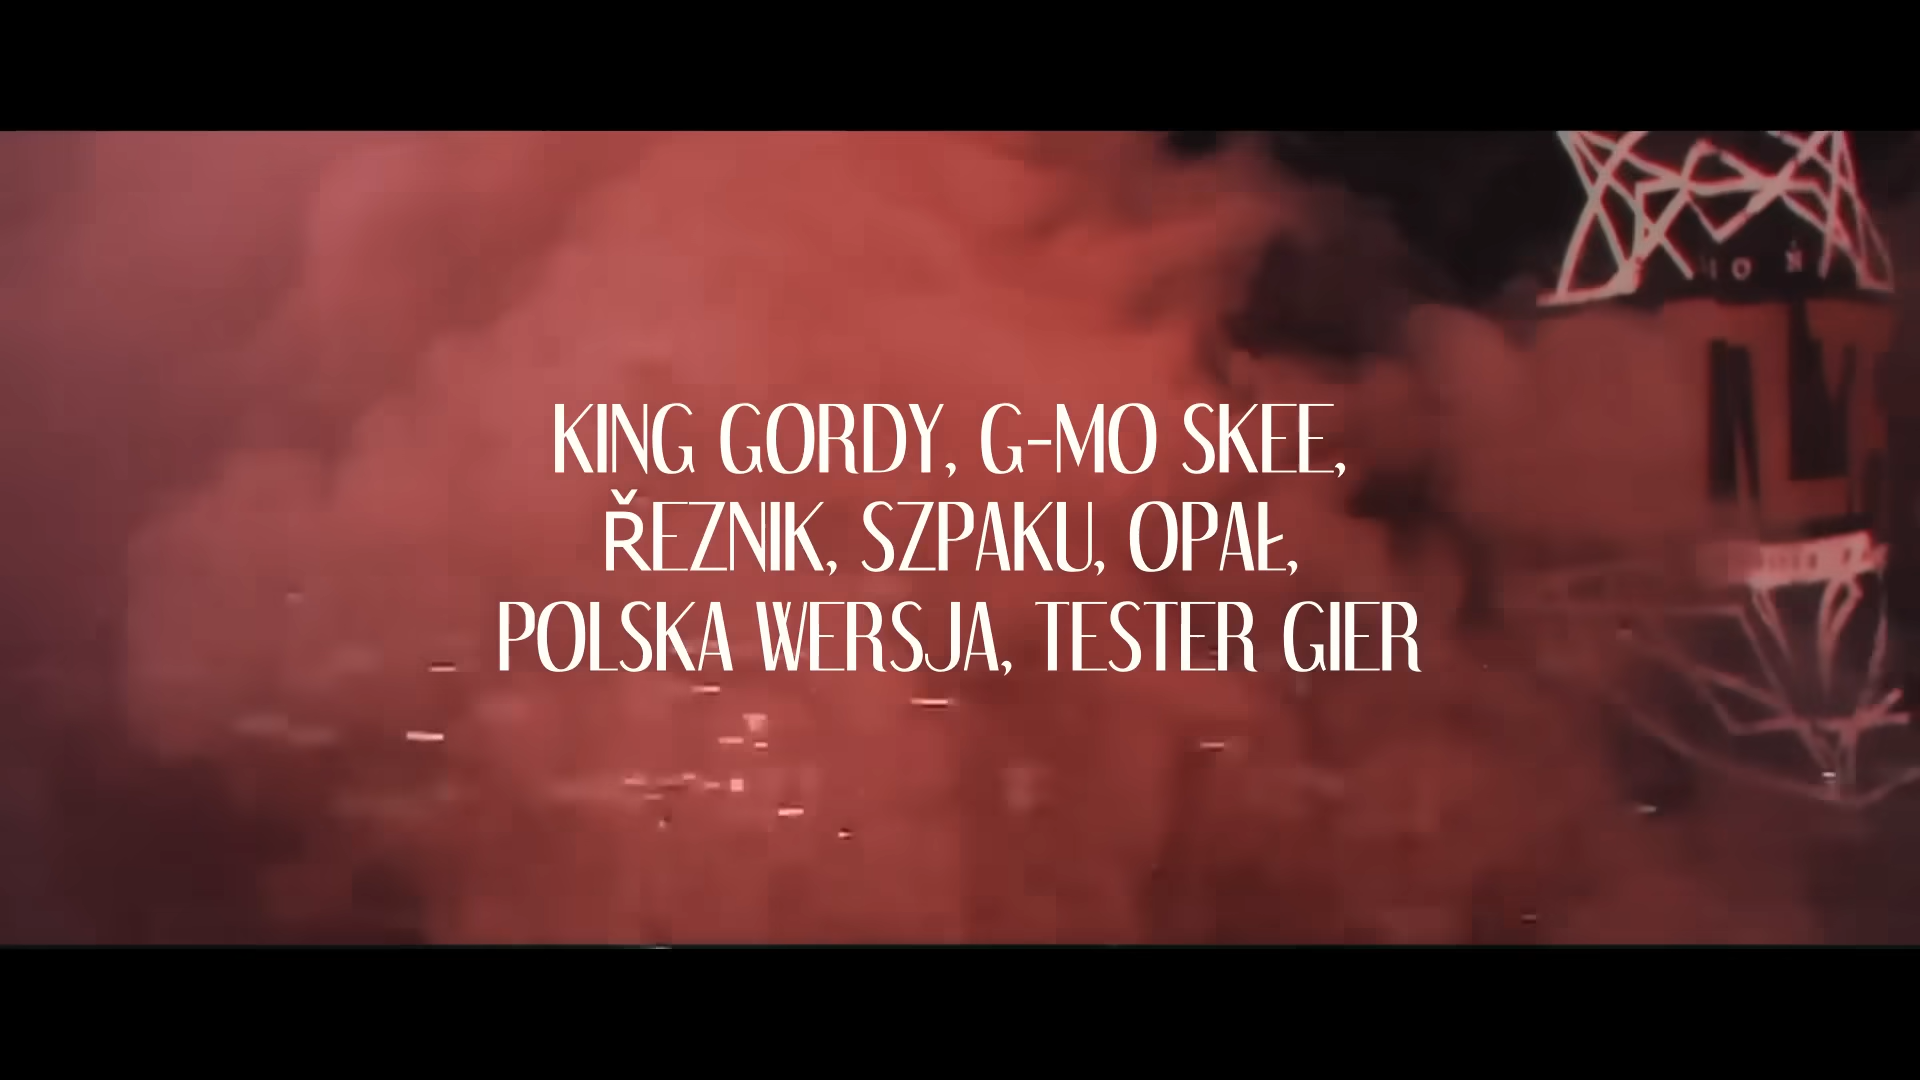 KING GORDY, G-MO SKEE,
ŘEZNIK, SZPAKU, OPAŁ,
POLSKA WERSJA, TESTER GIER